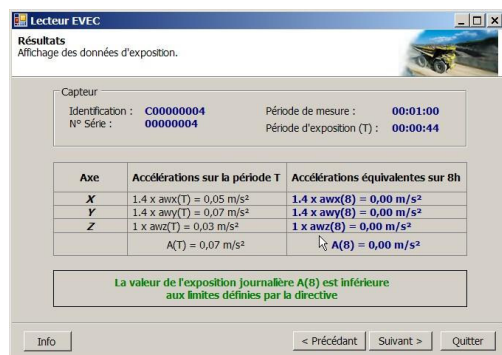 Lecteur EVEC
Résultats
Affichage des données d'exposition.
Capteur
Identification : C00000004 Période de mesure : 00:01:00
N° Série : 00000004 Période d'exposition (T) : 00:00:44
Axe Accélérations sur la période T Accélérations équivalentes sur 8h
X 1.4 x awx(T) = 0,05 m/s² 1.4 x awx(8) = 0,00 m/s²
Y 1.4 x awy(T) = 0,07 m/s² 1.4 x awy(8) = 0,00 m/s²
Z 1 x awz(T) = 0,03 m/s² 1 x awz(8) = 0,00 m/s²
A(T) = 0,07 m/s² A(8) = 0,00 m/s²
La valeur de l'exposition journalière A(8) est inférieure
aux limites définies par la directive
Info < Précédant Suivant > Quitter